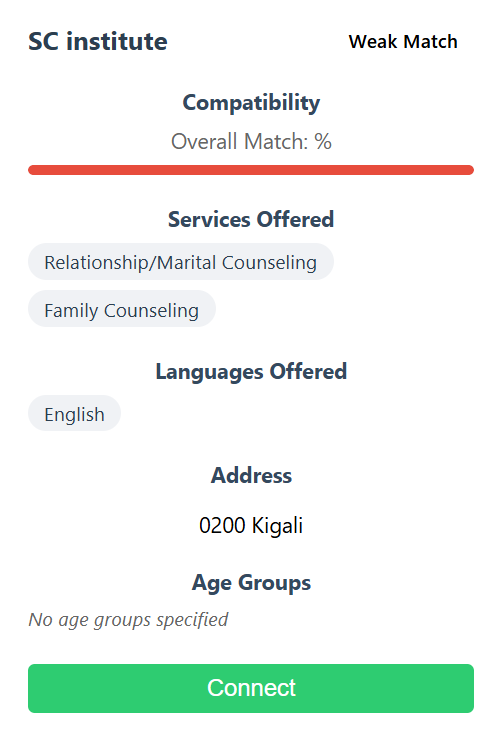 SC institute
Weak Match
Compatibility
Overall Match: %
Services Offered
Relationship/Marital Counseling
Family Counseling
Languages Offered
English
Address
0200 Kigali
Age Groups
No age groups specified
Connect